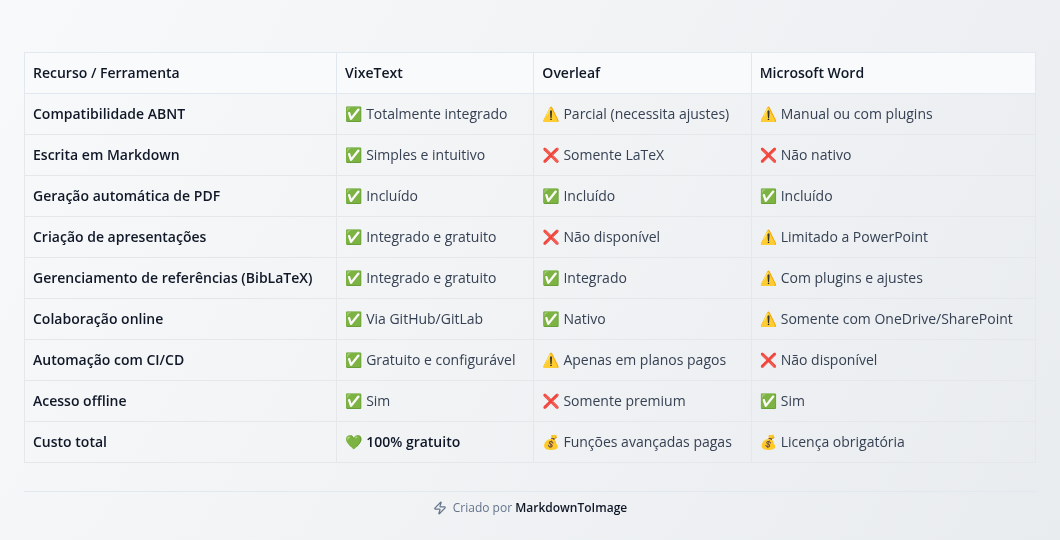 Recurso / Ferramenta VixeText Overleaf Microsoft Word
Compatibilidade ABNT ✅ Totalmente integrado ⚠️ Parcial (necessita ajustes) ⚠️ Manual ou com plugins
Escrita em Markdown ✅ Simples e intuitivo ❌ Somente LaTeX ❌ Não nativo
Geração automática de PDF ✅ Incluído ✅ Incluído ✅ Incluído
Criação de apresentações ✅ Integrado e gratuito ❌ Não disponível ⚠️ Limitado a PowerPoint
Gerenciamento de referências (BibLaTeX) ✅ Integrado e gratuito ✅ Integrado ⚠️ Com plugins e ajustes
Colaboração online ✅ Via GitHub/GitLab ✅ Nativo ⚠️ Somente com OneDrive/SharePoint
Automação com CI/CD ✅ Gratuito e configurável ⚠️ Apenas em planos pagos ❌ Não disponível
Acesso offline ✅ Sim ❌ Somente premium ✅ Sim
Custo total 💚 100% gratuito 💰 Funções avançadas pagas 💰 Licença obrigatória
Criado por MarkdownToImage